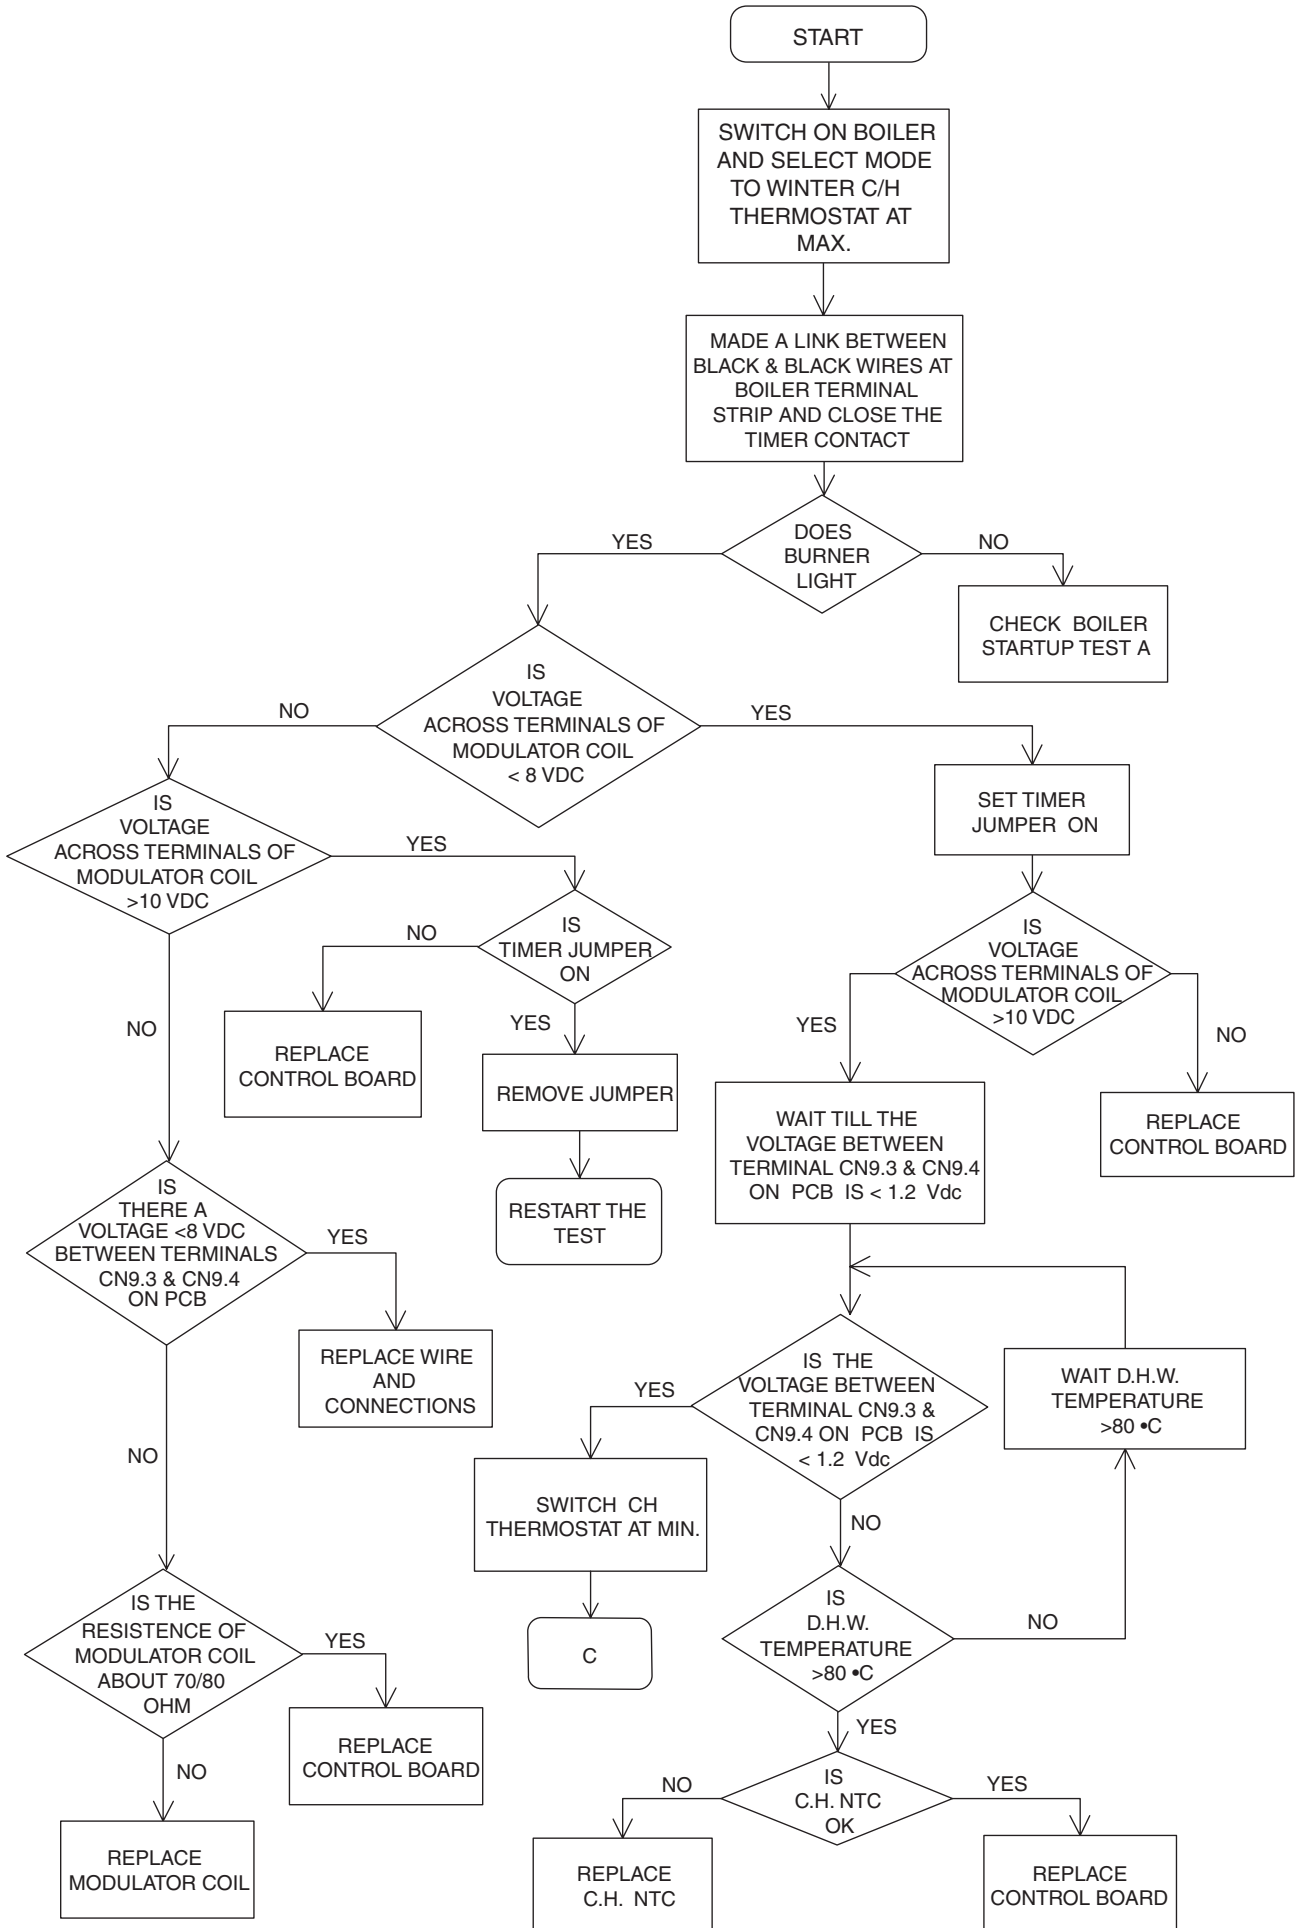 START
SWITCH ON BOILER
AND SELECT MODE
TO WINTER C/H
THERMOSTAT AT
MAX.
MADE A LINK BETWEEN
BLACK & BLACK WIRES AT
BOILER TERMINAL
STRIP AND CLOSE THE
TIMER CONTACT
DOES
BURNER
LIGHT
YES
NO
CHECK BOILER
STARTUP TEST A
IS
VOLTAGE
ACROSS TERMINALS OF
MODULATOR COIL
< 8 VDC
NO
YES
IS
VOLTAGE
ACROSS TERMINALS OF
MODULATOR COIL
>10 VDC
YES
SET TIMER
JUMPER ON
IS
TIMER JUMPER
ON
NO
IS
VOLTAGE
ACROSS TERMINALS OF
MODULATOR COIL
>10 VDC
NO
YES
YES
NO
REPLACE
CONTROL BOARD
REMOVE JUMPER
WAIT TILL THE
VOLTAGE BETWEEN
TERMINAL CN9.3 & CN9.4
ON PCB IS < 1.2 Vdc
REPLACE
CONTROL BOARD
RESTART THE
TEST
IS
THERE A
VOLTAGE <8 VDC
BETWEEN TERMINALS
CN9.3 & CN9.4
ON PCB
YES
REPLACE WIRE
AND
CONNECTIONS
IS THE
VOLTAGE BETWEEN
TERMINAL CN9.3 &
CN9.4 ON PCB IS
< 1.2 Vdc
YES
WAIT D.H.W.
TEMPERATURE
>80 •C
NO
SWITCH CH
THERMOSTAT AT MIN.
NO
C
IS THE
RESISTENCE OF
MODULATOR COIL
ABOUT 70/80
OHM
YES
IS
D.H.W.
TEMPERATURE
>80 •C
NO
YES
REPLACE
CONTROL BOARD
NO
REPLACE
MODULATOR COIL
IS
C.H. NTC
OK
NO
YES
REPLACE
C.H. NTC
REPLACE
CONTROL BOARD